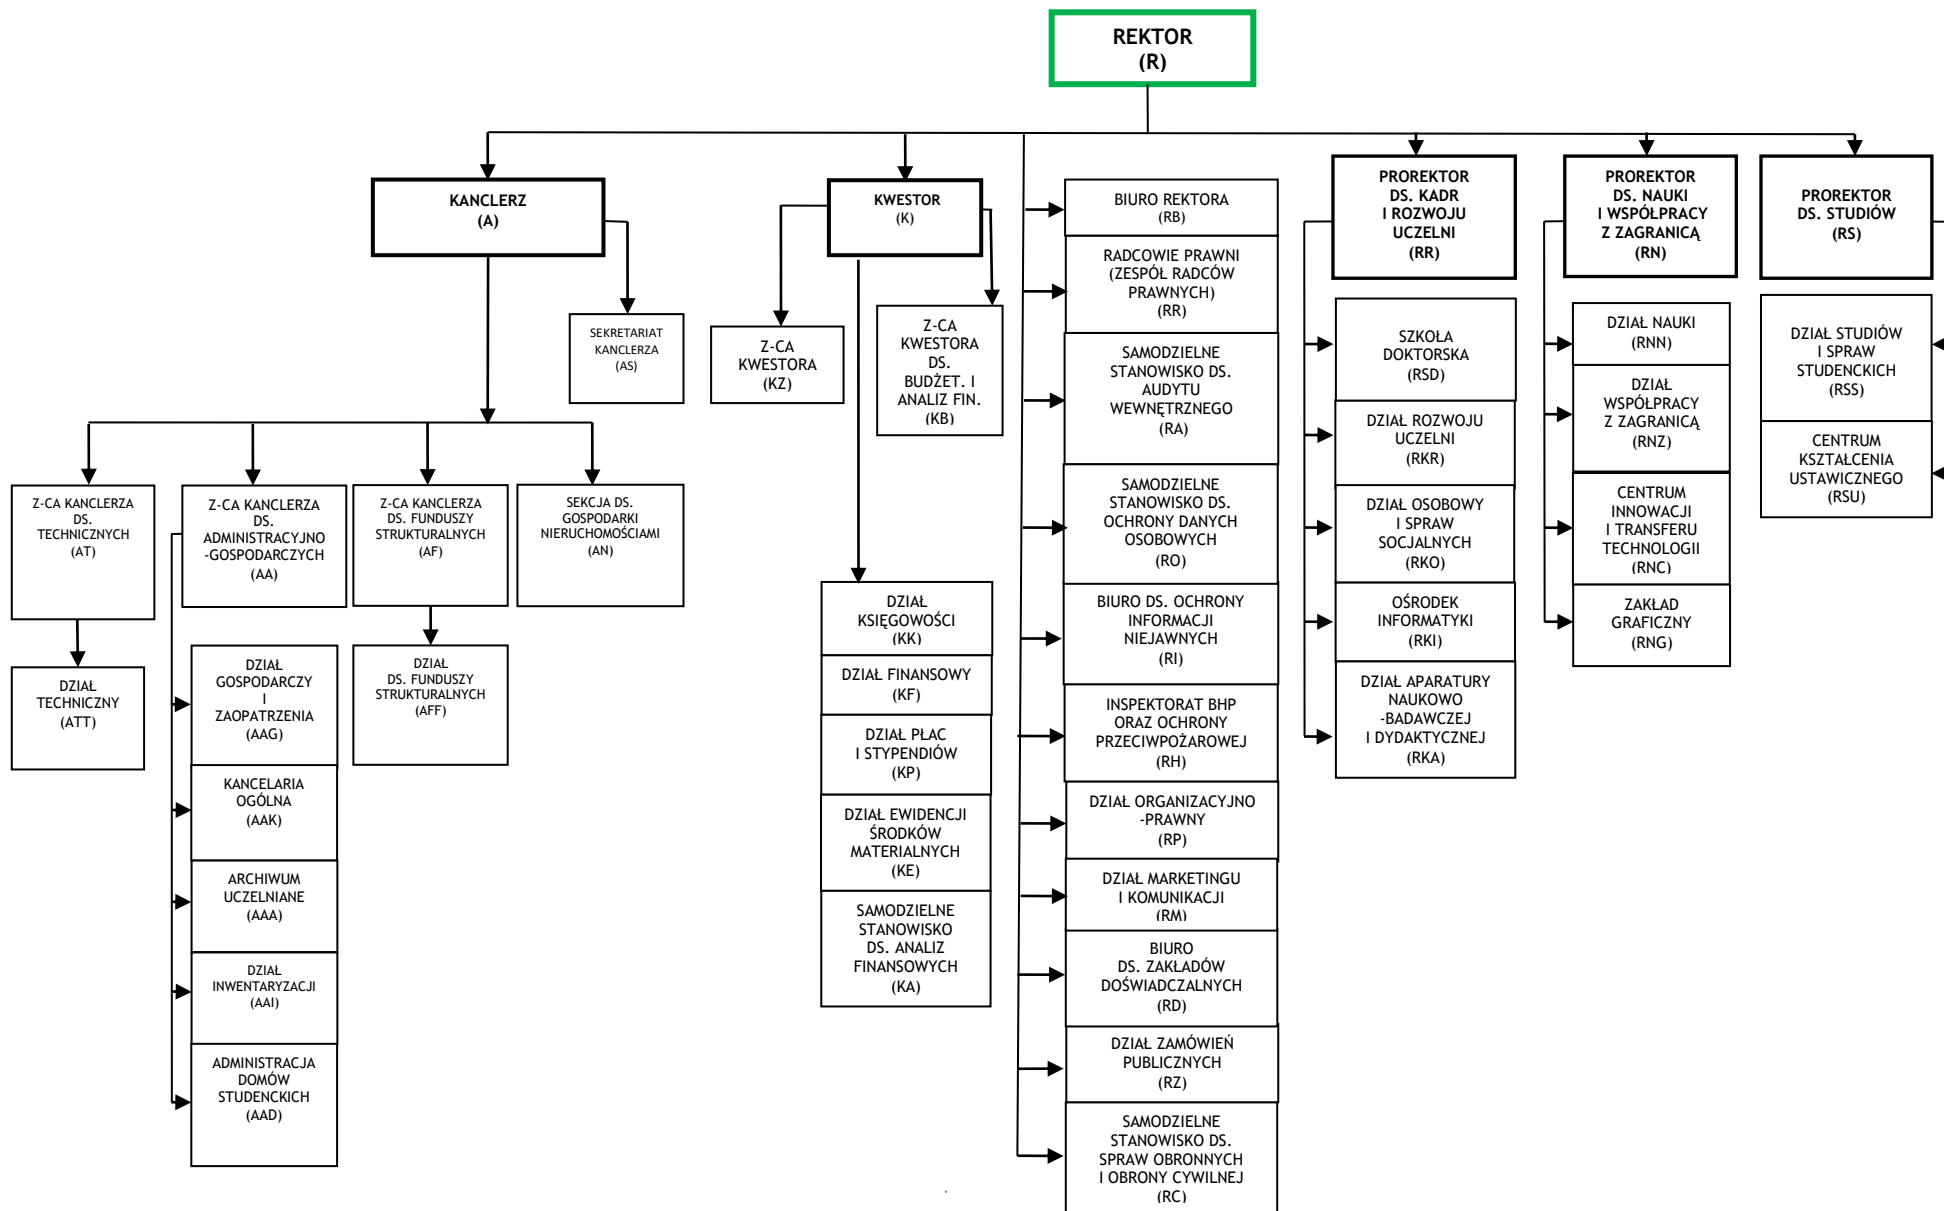 REKTOR
(R)
KANCLERZ
(A)
KWESTOR
(K)
BIURO REKTORA
(RB)
PROREKTOR
DS. KADR
I ROZWOJU
UCZELNI
(RR)
PROREKTOR
DS. NAUKI
I WSPÓŁPRACY
Z ZAGRANICĄ
(RN)
PROREKTOR
DS. STUDIÓW
(RS)
SEKRETARIAT
KANCLERZA
(AS)
Z-CA
KWESTORA
(KZ)
Z-CA
KWESTORA
DS.
BUDŻET. I
ANALIZ FIN.
(KB)
Z-CA KANCLERZA
DS.
TECHNICZNYCH
(AT)
Z-CA KANCLERZA
DS.
ADMINISTRACYJNO
-GOSPODARCZYCH
(AA)
Z-CA KANCLERZA
DS. FUNDUSZY
STRUKTURALNYCH
(AF)
SEKCJA DS.
GOSPODARKI
NIERUCHOMOŚCIAMI
(AN)
DZIAŁ
TECHNICZNY
(ATT)
DZIAŁ
GOSPODARCZY
I
ZAOPATRZENIA
(AAG)
KANCELARIA
OGÓLNA
(AAK)
ARCHIWUM
UCZELNIANE
(AAA)
DZIAŁ
INWENTARYZACJI
(AAI)
ADMINISTRACJA
DOMÓW
STUDENCKICH
(AAD)
DZIAŁ
DS. FUNDUSZY
STRUKTURALNYCH
(AFF)
DZIAŁ
KSIĘGOWOŚCI
(KK)
DZIAŁ FINANSOWY
(KF)
DZIAŁ PŁAC
I STYPENDIÓW
(KP)
DZIAŁ EWIDENCJI
ŚRODKÓW
MATERIALNYCH
(KE)
SAMODZIELNE
STANOWISKO
DS. ANALIZ
FINANSOWYCH
(KA)
RADCOWIE PRAWNI
(ZESPÓŁ RADCÓW
PRAWNYCH)
(RR)
SAMODZIELNE
STANOWISKO DS.
AUDYTU
WEWNĘTRZNEGO
(RA)
SAMODZIELNE
STANOWISKO DS.
OCHRONY DANYCH
OSOBOWYCH
(RO)
BIURO DS. OCHRONY
INFORMACJI
NIEJAWNYCH
(RI)
INSPEKTORAT BHP
ORAZ OCHRONY
PRZECIWPOŻAROWEJ
(RH)
DZIAŁ ORGANIZACYJNO
-PRAWNY
(RP)
DZIAŁ MARKETINGU
I KOMUNIKACJI
(RM)
BIURO
DS. ZAKŁADÓW
DOŚWIADCZALNYCH
(RD)
DZIAŁ ZAMÓWIEŃ
PUBLICZNYCH
(RZ)
SAMODZIELNE
STANOWISKO DS.
SPRAW OBRONNYCH
I OBRONY CYWILNEJ
(RC)
SZKOŁA
DOKTORSKA
(RSD)
DZIAŁ ROZWOJU
UCZELNI
(RKR)
DZIAŁ OSOBOWY
I SPRAW
SOCJALNYCH
(RKO)
OŚRODEK
INFORMATYKI
(RKI)
DZIAŁ APARATURY
NAUKOWO
-BADAWCZEJ
I DYDAKTYCZNEJ
(RKA)
DZIAŁ NAUKI
(RNN)
DZIAŁ
WSPÓŁPRACY
Z ZAGRANICĄ
(RNZ)
CENTRUM
INNOWACJI
I TRANSFERU
TECHNOLOGII
(RNC)
ZAKŁAD
GRAFICZNY
(RNG)
DZIAŁ STUDIÓW
I SPRAW
STUDENCKICH
(RSS)
CENTRUM
KSZTAŁCENIA
USTAWICZNEGO
(RSU)